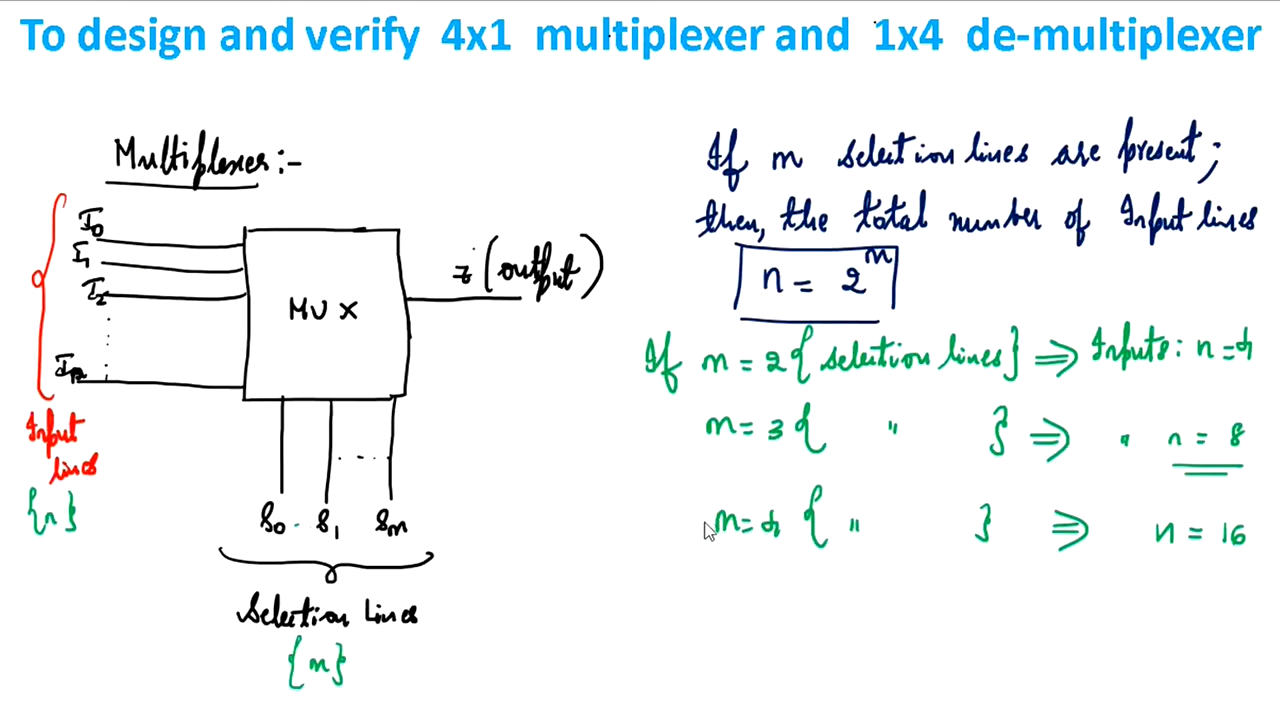 To design and verify 4x1 multiplexer and 1x4 de-multiplexer
Multiplexer:-
I0
I1
I2
In
Input
lines
{n}
MUX
z (output)
S0 S1 Sm
Selection Lines
{m}
If m selection lines are present;
then, the total number of Input lines
n = 2^m
If m = 2 { selection lines } ⇒ Inputs: n = 4
m = 3 { " } ⇒ " n = 8
m = 4 { " } ⇒ n = 16